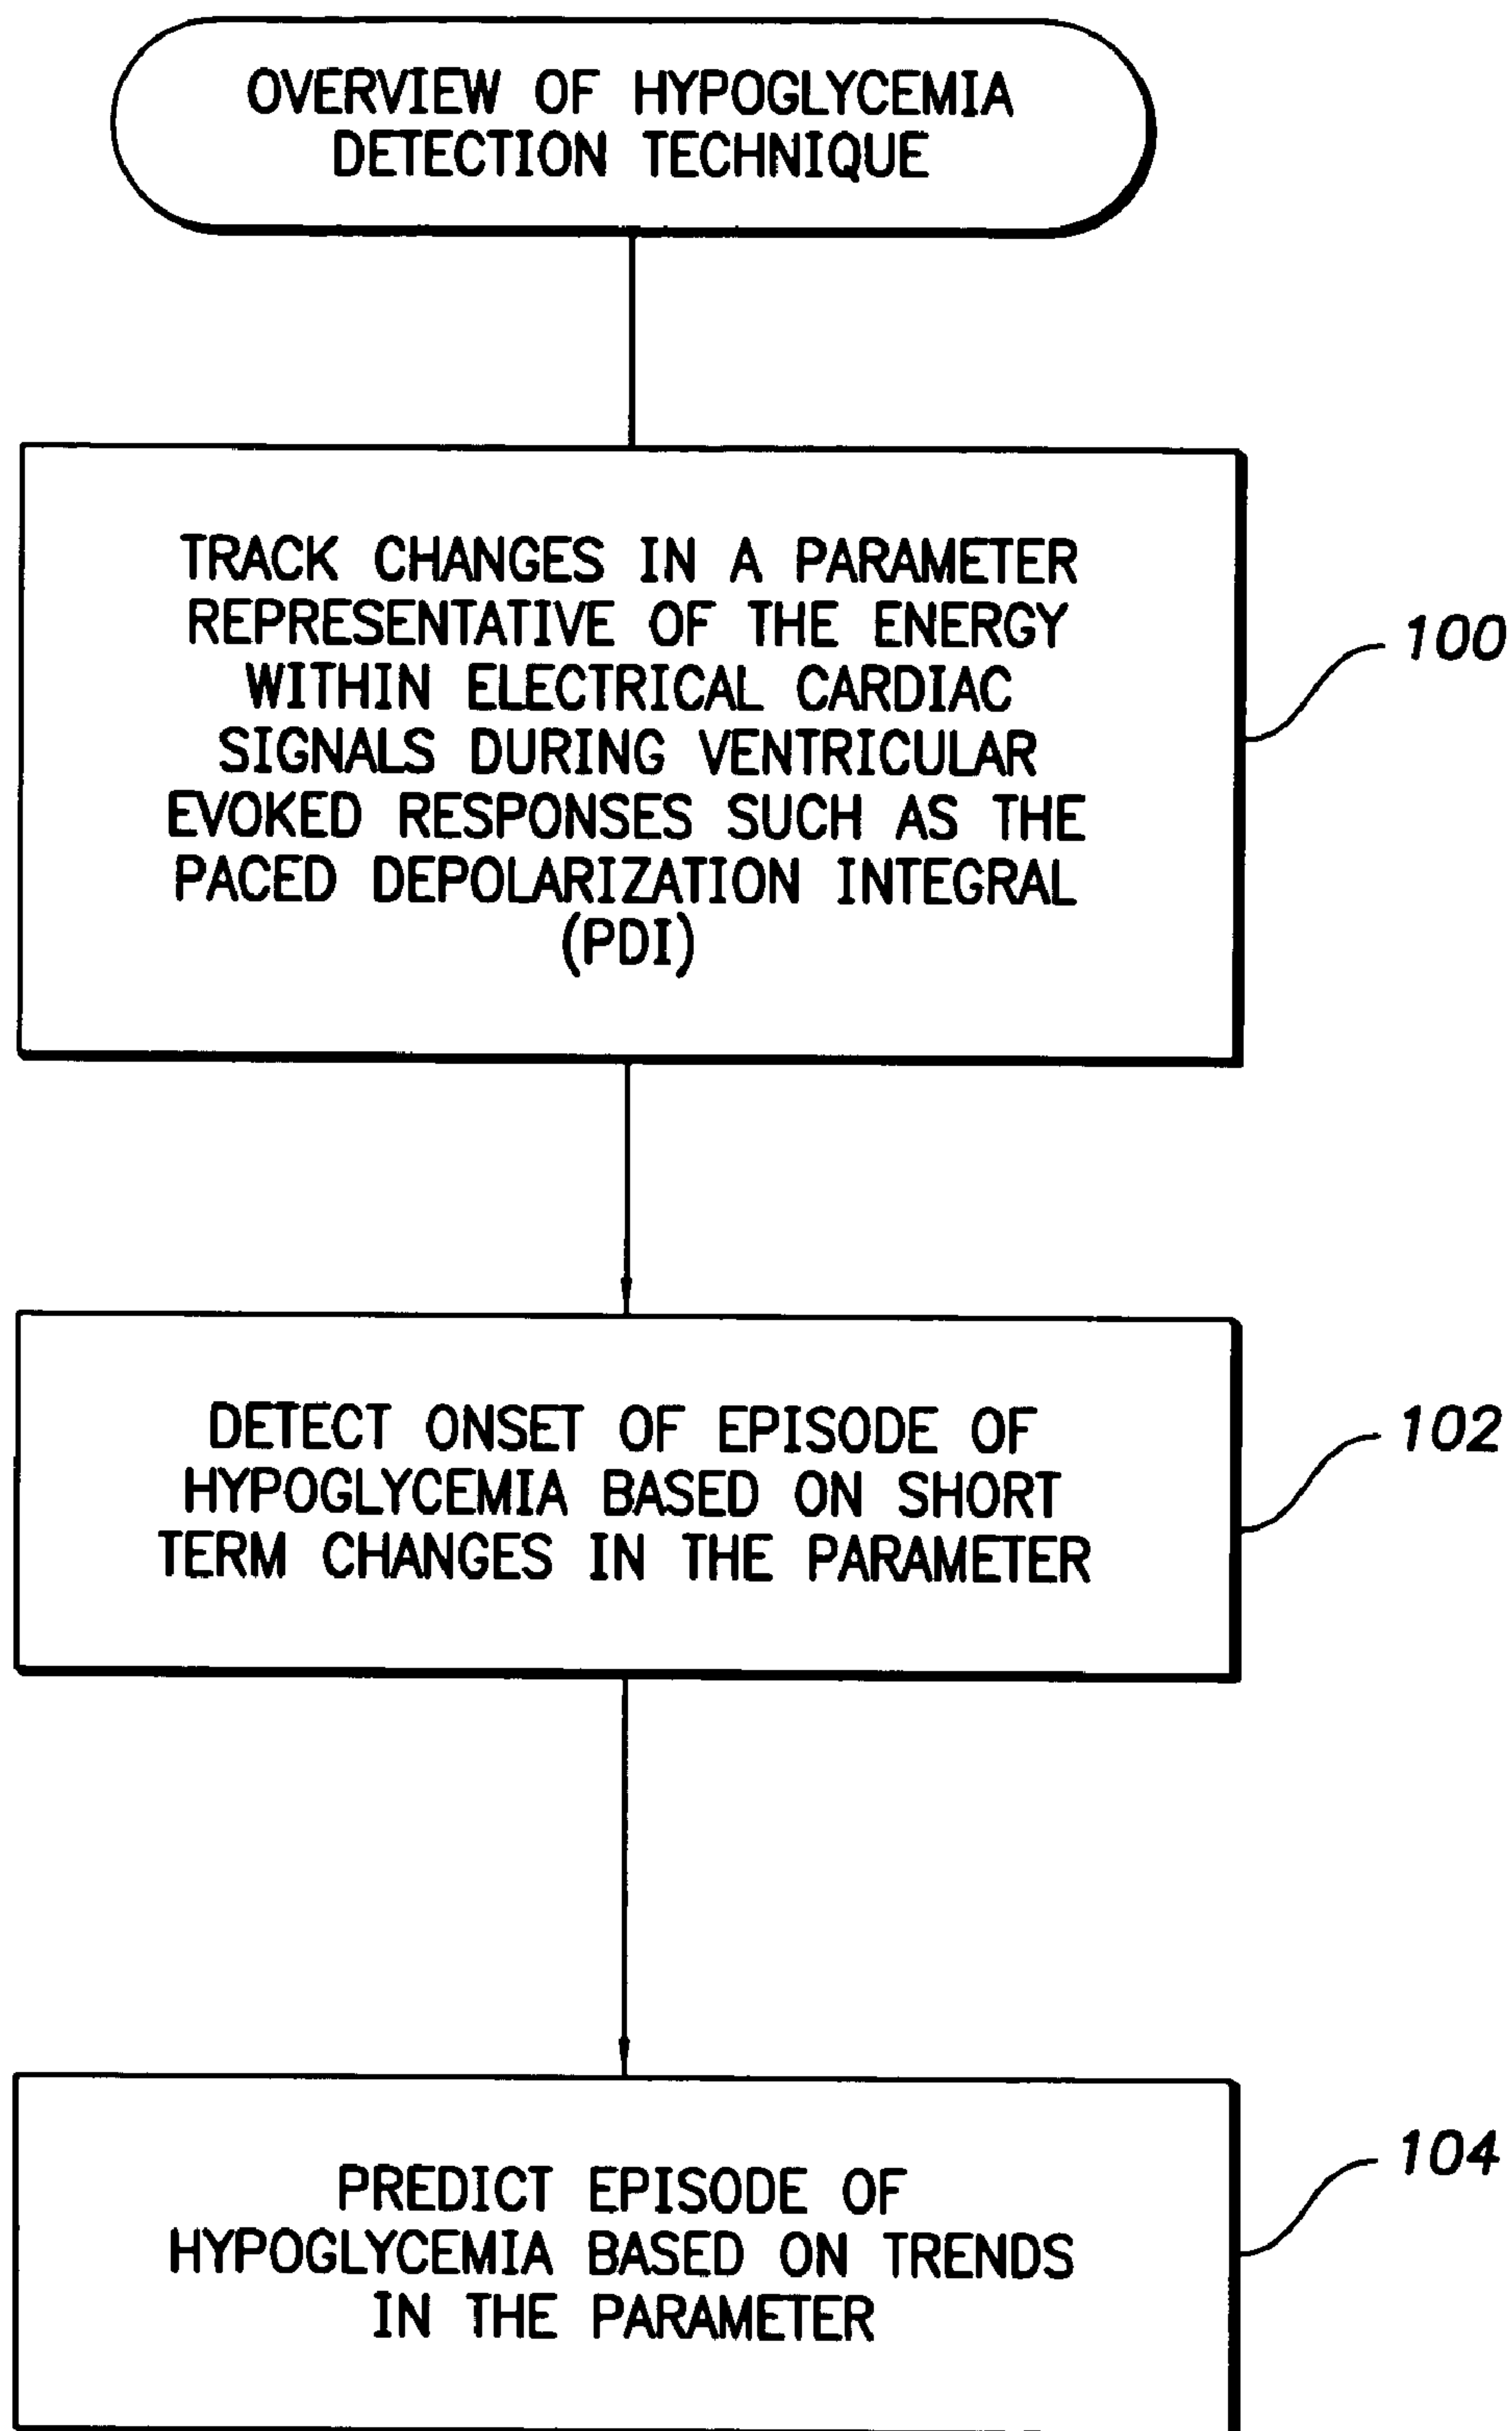 OVERVIEW OF HYPOGLYCEMIA
DETECTION TECHNIQUE
TRACK CHANGES IN A PARAMETER
REPRESENTATIVE OF THE ENERGY
WITHIN ELECTRICAL CARDIAC
SIGNALS DURING VENTRICULAR
EVOKED RESPONSES SUCH AS THE
PACED DEPOLARIZATION INTEGRAL
(PDI)
100
DETECT ONSET OF EPISODE OF
HYPOGLYCEMIA BASED ON SHORT
TERM CHANGES IN THE PARAMETER
102
PREDICT EPISODE OF
HYPOGLYCEMIA BASED ON TRENDS
IN THE PARAMETER
104